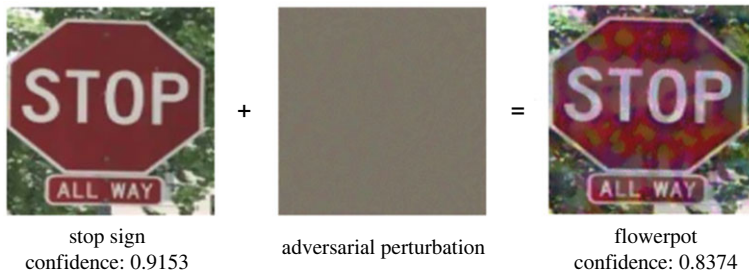 STOP
ALL WAY
+
=
STOP
ALL WAY
stop sign
confidence: 0.9153
adversarial perturbation
flowerpot
confidence: 0.8374